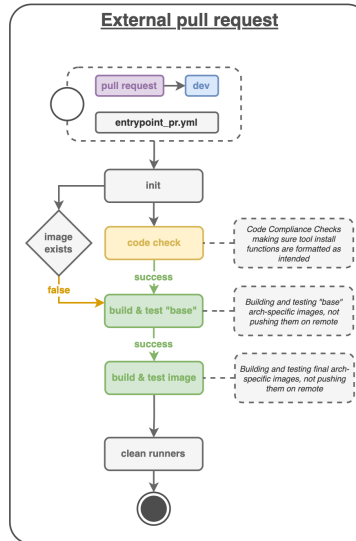 External pull request
pull request
dev
entrypoint_pr.yml
init
image
exists
code check
Code Compliance Checks
making sure tool install
functions are formatted as
intended
success
false
build & test "base"
Building and testing "base"
arch-specific images, not
pushing them on remote
success
build & test image
Building and testing final arch-
specific images, not pushing
them on remote
clean runners